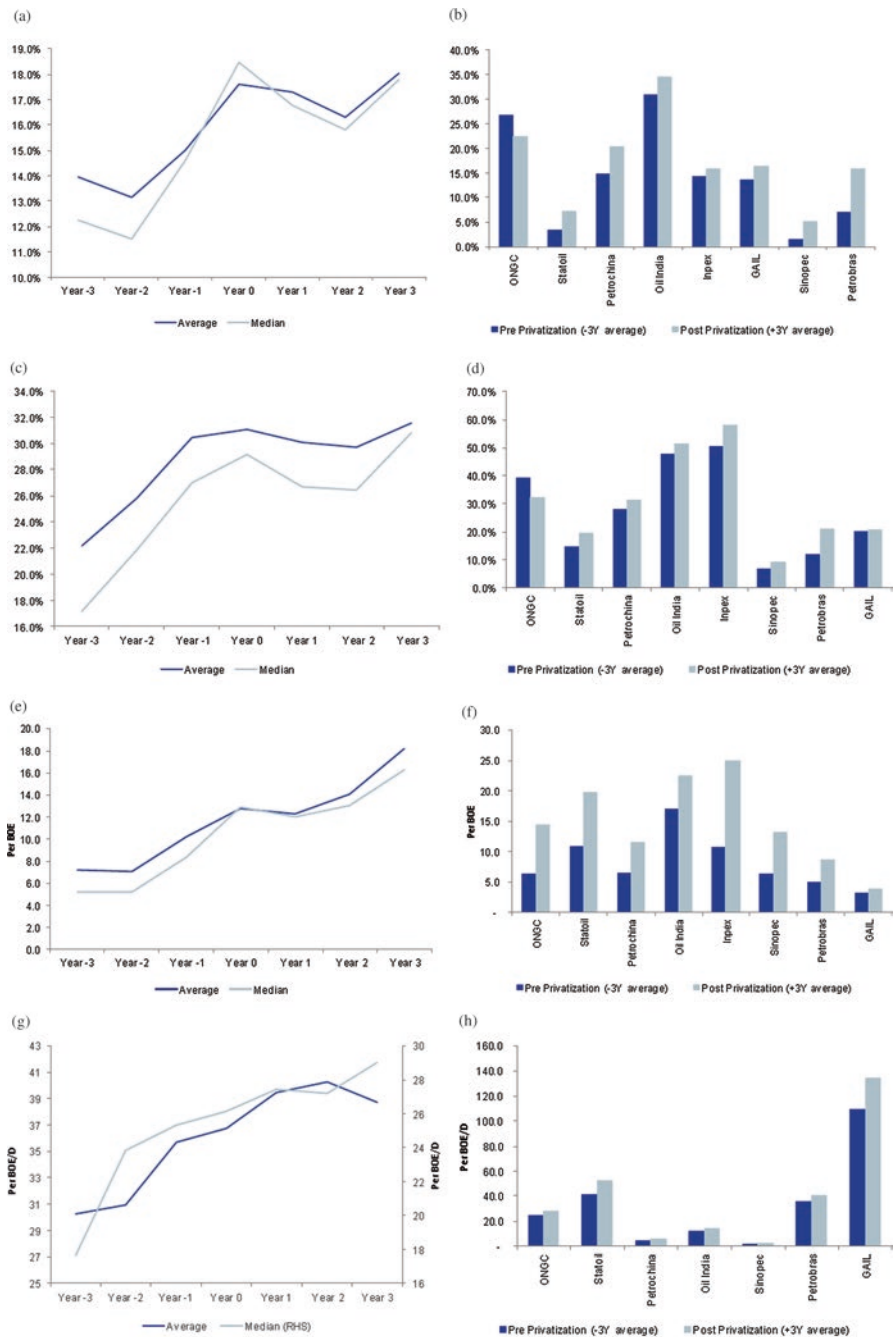 (a)
19.0%
18.0%
17.0%
16.0%
15.0%
14.0%
13.0%
12.0%
11.0%
10.0%
Year -3 Year -2 Year -1 Year 0 Year 1 Year 2 Year 3
Average Median
(b)
40.0%
35.0%
30.0%
25.0%
20.0%
15.0%
10.0%
5.0%
0.0%
ONGC Statoil Petrochina Oil India Inpex GAIL Sinopec Petrobras
Pre Privatization (-3Y average) Post Privatization (+3Y average)
(c)
34.0%
32.0%
30.0%
28.0%
26.0%
24.0%
22.0%
20.0%
18.0%
16.0%
Year -3 Year -2 Year -1 Year 0 Year 1 Year 2 Year 3
Average Median
(d)
70.0%
60.0%
50.0%
40.0%
30.0%
20.0%
10.0%
0.0%
ONGC Statoil Petrochina Oil India Inpex Sinopec Petrobras GAIL
Pre Privatization (-3Y average) Post Privatization (+3Y average)
(e)
Per BOE
20.0
18.0
16.0
14.0
12.0
10.0
8.0
6.0
4.0
2.0
0.0
Year -3 Year -2 Year -1 Year 0 Year 1 Year 2 Year 3
Average Median
(f)
Per BOE
30.0
25.0
20.0
15.0
10.0
5.0
-
ONGC Statoil Petrochina Oil India Inpex Sinopec Petrobras GAIL
Pre Privatization (-3Y average) Post Privatization (+3Y average)
(g)
Per BOE/D
43
41
39
37
35
33
31
29
27
25
30
28
26
24
22
20
18
16
Per BOE/D
Year -3 Year -2 Year -1 Year 0 Year 1 Year 2 Year 3
Average Median (RHS)
(h)
Per BOE/D
160.0
140.0
120.0
100.0
80.0
60.0
40.0
20.0
-
ONGC Statoil Petrochina Oil India Sinopec Petrobras GAIL
Pre Privatization (-3Y average) Post Privatization (+3Y average)